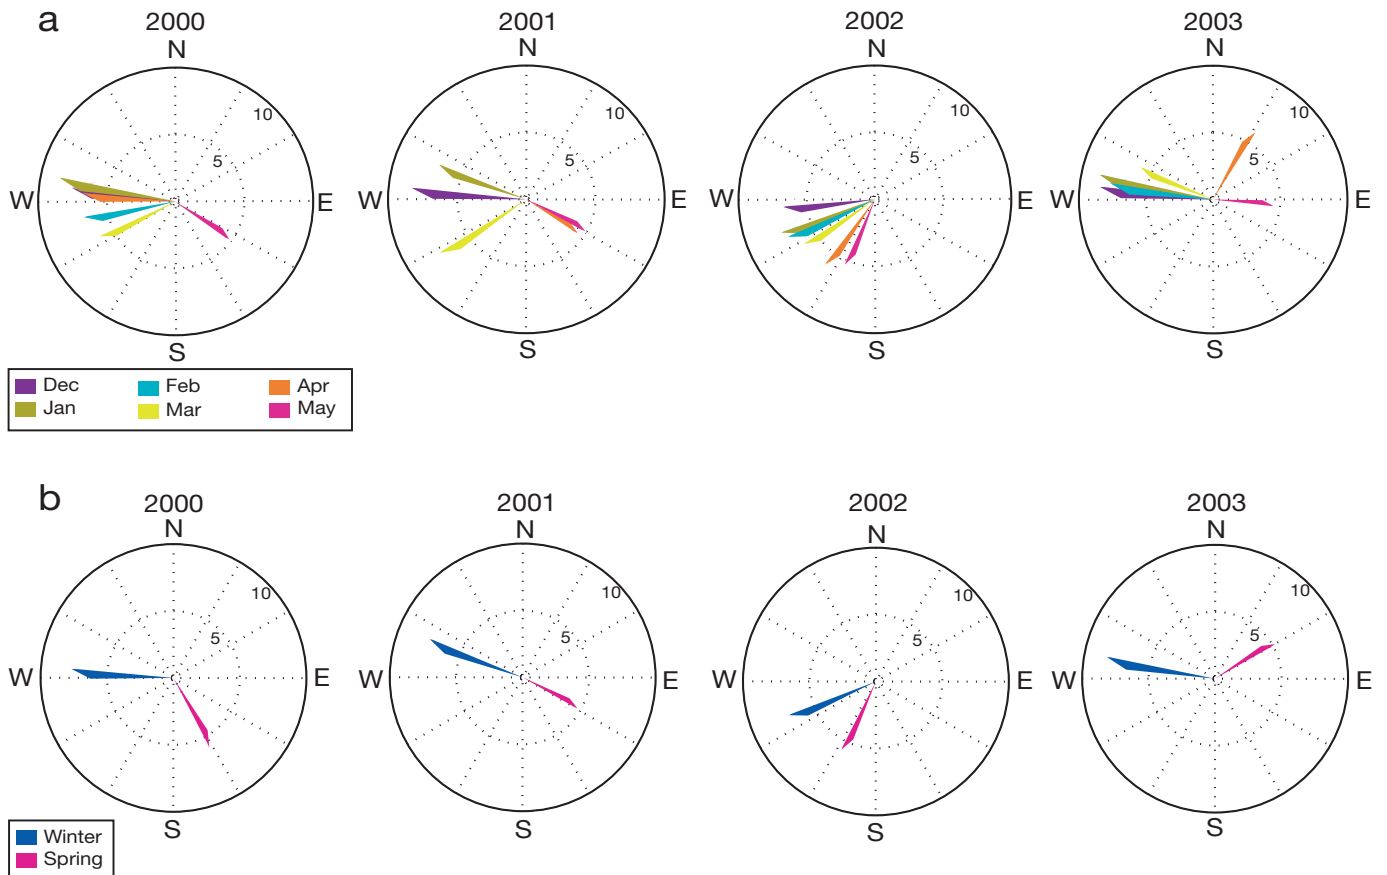 a
2000 2001 2002 2003
N N N N
10 10 10 10
5 5 5 5
W E W E W E W E
S S S S
Dec Feb Apr
Jan Mar May
b
2000 2001 2002 2003
N N N N
10 10 10 10
5 5 5 5
W E W E W E W E
S S S S
Winter
Spring